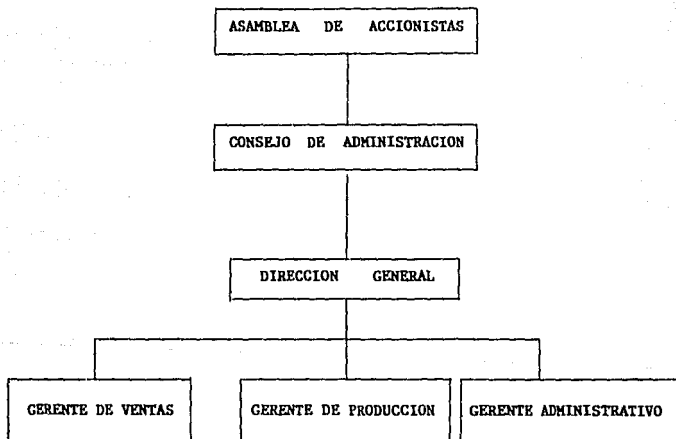 ASAMBLEA DE ACCIONISTAS
CONSEJO DE ADMINISTRACION
DIRECCION GENERAL
GERENTE DE VENTAS
GERENTE DE PRODUCCION
GERENTE ADMINISTRATIVO